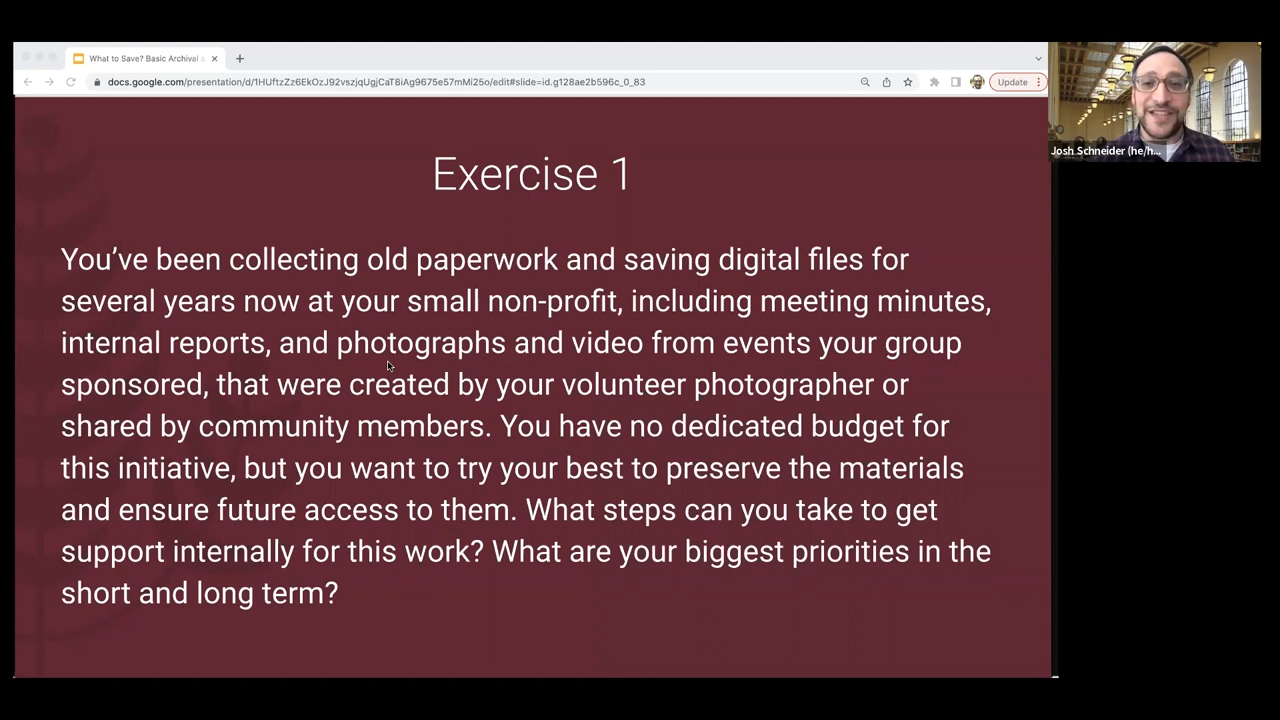 What to Save? Basic Archival
docs.google.com/presentation/d/1HUftzZz6EkOzJ92vszjqUgjCaT8iAg9675e57mMi25o/edit#slide=id.g128ae2b596c_0_83
Update
Josh Schneider (he/h...
Exercise 1
You’ve been collecting old paperwork and saving digital files for
several years now at your small non-profit, including meeting minutes,
internal reports, and photographs and video from events your group
sponsored, that were created by your volunteer photographer or
shared by community members. You have no dedicated budget for
this initiative, but you want to try your best to preserve the materials
and ensure future access to them. What steps can you take to get
support internally for this work? What are your biggest priorities in the
short and long term?